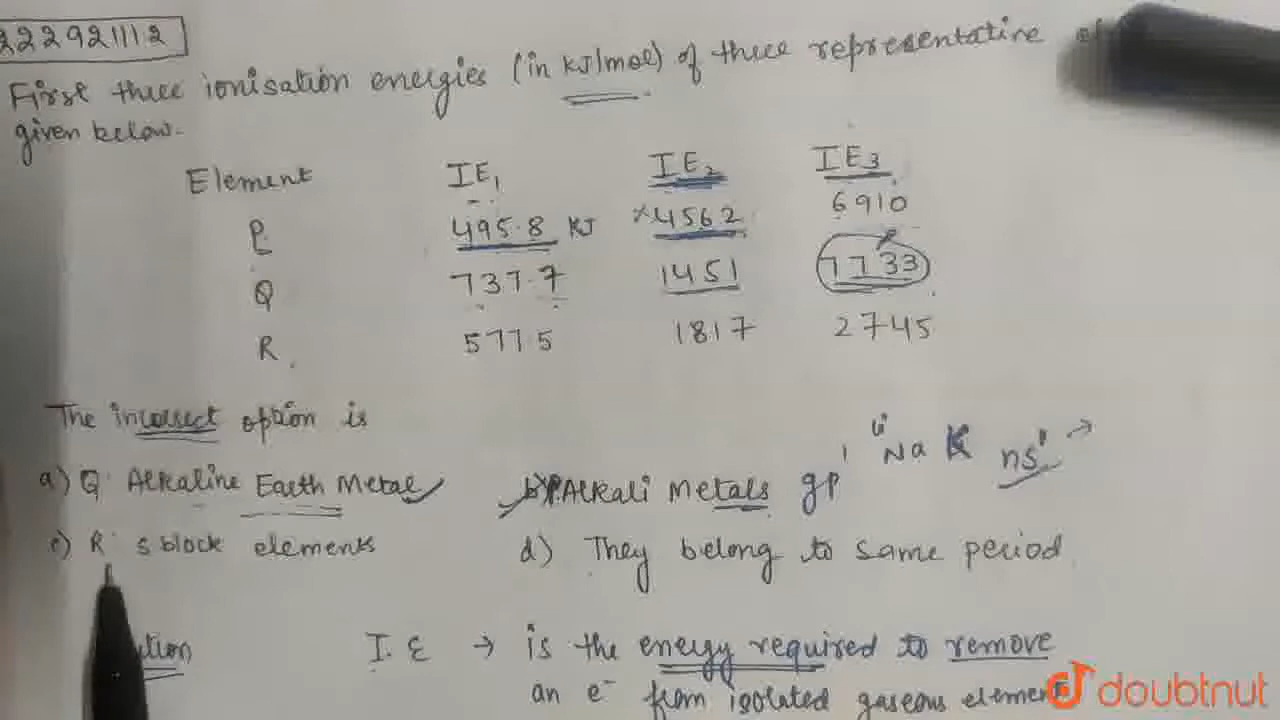 222921112
First three ionisation energies (in KJ/mol) of three representative
given below.
Element IE1 IE2 IE3
P 495.8 KJ 4562 6910
Q 737.7 1451 7733
R 577.5 1817 2745
The incorrect option is
a) Q: Alkaline Earth Metal b) P: Alkali Metals gp 1 Li Na K ns1 →
c) R: s block elements d) They belong to same period
I.E → is the energy required to remove
an e- from isolated gaseous element
doubtnut